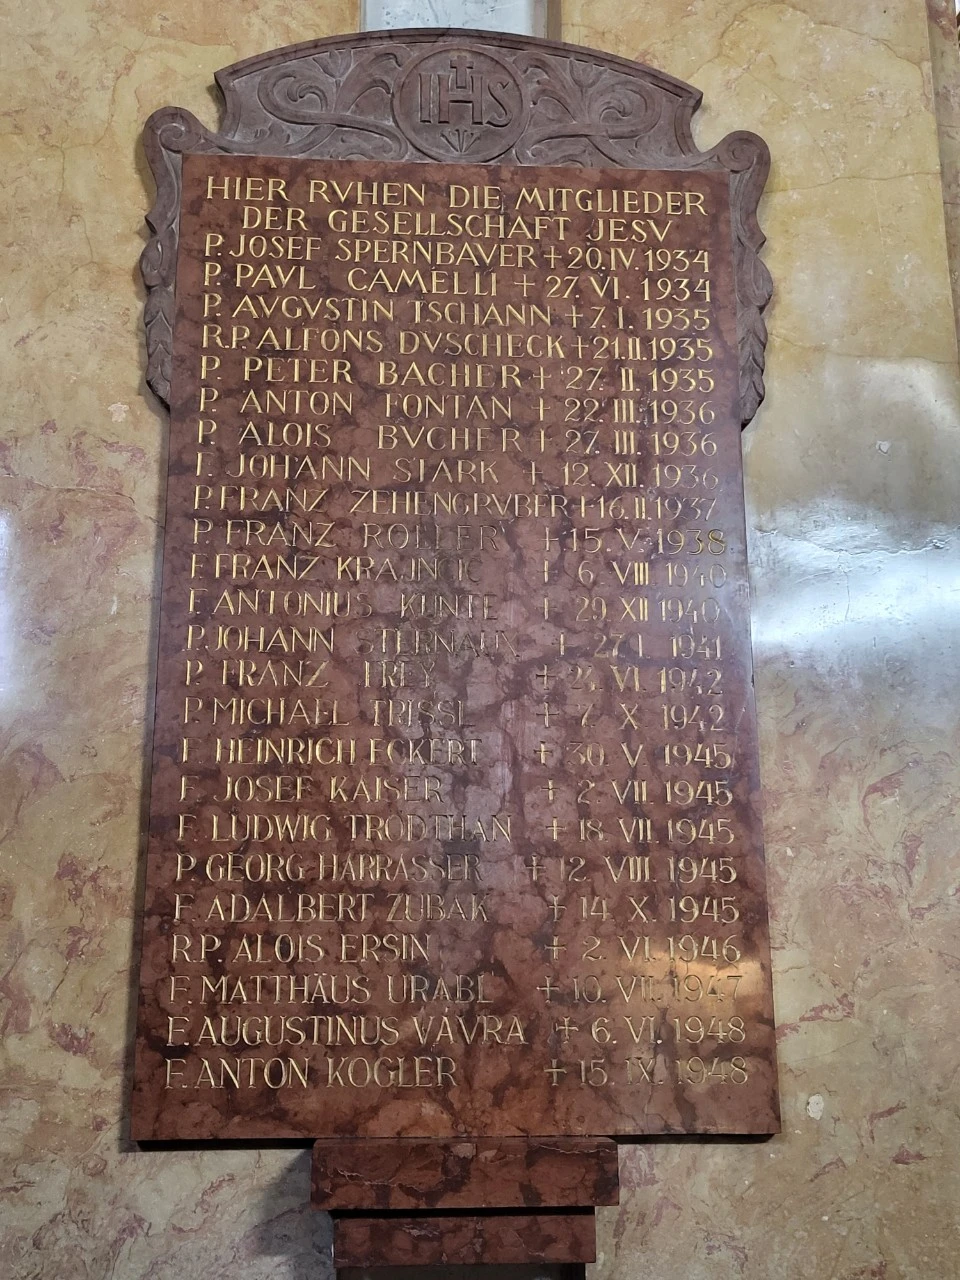 IHS
HIER RVHEN DIE MITGLIEDER
DER GESELLSCHAFT JESV
P. JOSEF SPERNBAVER + 20. IV. 1934
P. PAVL CAMELLI + 27. VI. 1934
P. AVGVSTIN TSCHANN + 7. I. 1935
R.P. ALFONS DVSCHECK + 21. II. 1935
P. PETER BACHER + 27. II. 1935
P. ANTON FONTAN + 22. III. 1936
P. ALOIS BVCHER + 27. III. 1936
F. JOHANN STARK + 12. XII. 1936
P. FRANZ ZEHENGRVBER + 16. II. 1937
P. FRANZ ROLLER + 15. V. 1938
F. FRANZ KRAJNCIC + 6. VIII 1940
F. ANTONIUS KUNTE + 29. XII 1940
P. JOHANN STERNAUX + 27. I 1941
P. FRANZ FREY + 24. VI. 1942
P. MICHAEL TRISSL + 7. X. 1942
F HEINRICH ECKERT + 30. V 1945
F. JOSEF KAISER + 2. VII. 1945
F. LUDWIG TRODTHAN + 18. VII. 1945
P GEORG HARRASSER + 12. VIII 1945
F. ADALBERT ZUBAK + 14. X. 1945
R.P. ALOIS ERSIN + 2. VI. 1946
F. MATTHÄUS URABL + 10. VII. 1947
F. AUGUSTINUS VAVRA + 6. VI. 1948
F. ANTON KOGLER + 15. IX. 1948